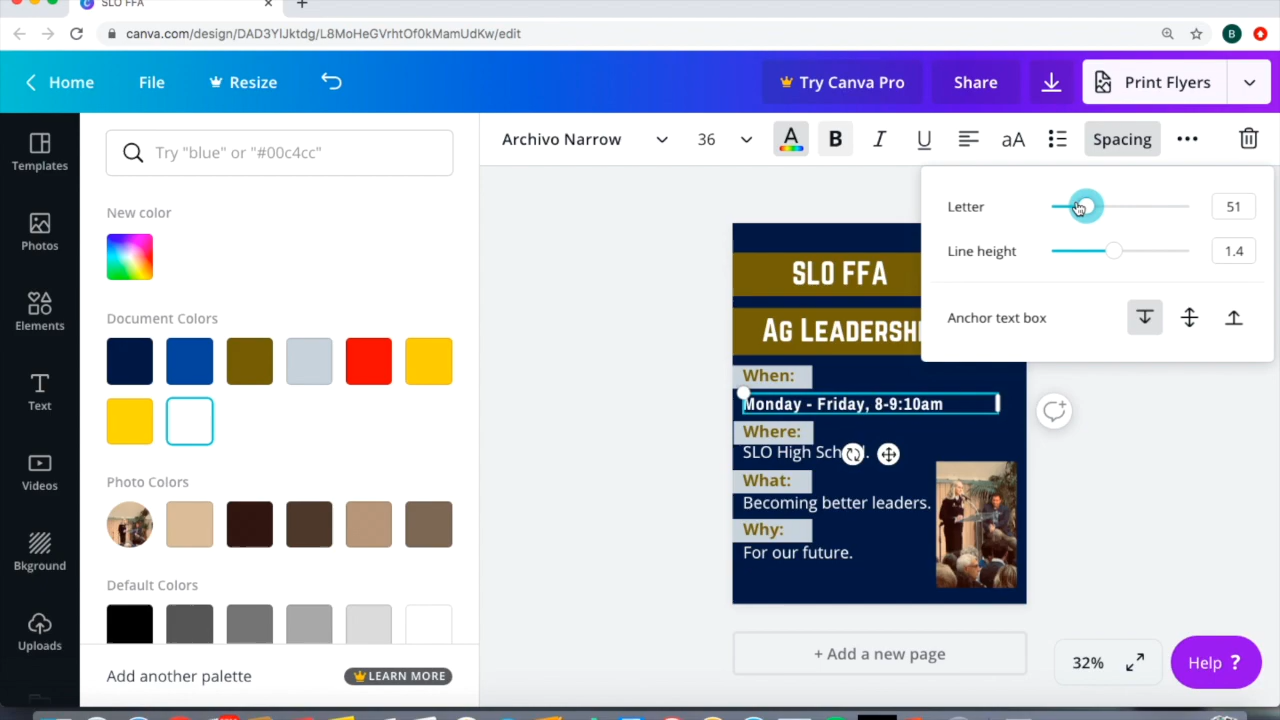 SLO FFA
canva.com/design/DAD3YIJktdg/L8MoHeGVrhtOf0kMamUdKw/edit
B
Home File Resize Try Canva Pro Share Print Flyers
Archivo Narrow 36 A B I U aA Spacing
Templates
Photos
Elements
Text
Videos
Bkground
Uploads
Try "blue" or "#00c4cc"
New color
Document Colors
Photo Colors
Default Colors
Add another palette LEARN MORE
Letter 51
Line height 1.4
Anchor text box
SLO FFA
AG LEADERSH
When:
Monday - Friday, 8-9:10am
Where:
SLO High Sch .
What:
Becoming better leaders.
Why:
For our future.
+ Add a new page
32% Help ?